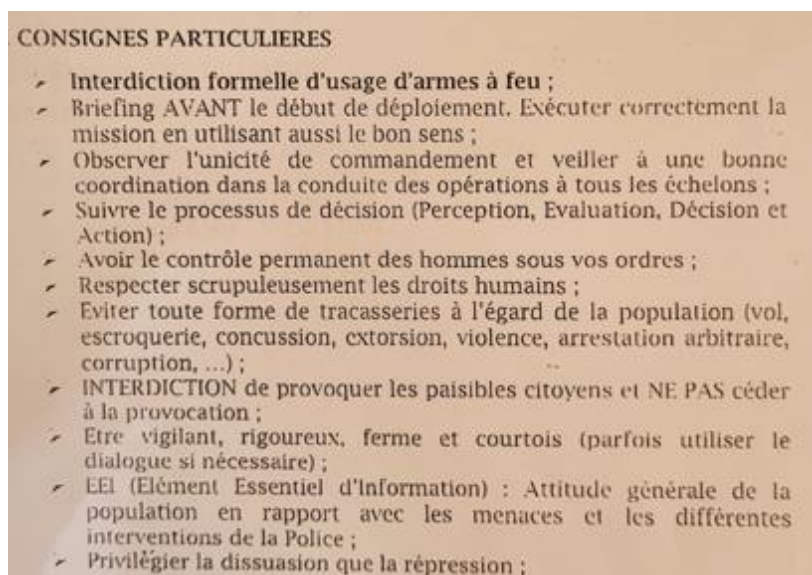 CONSIGNES PARTICULIERES
Interdiction formelle d'usage d'armes à feu ;
Briefing AVANT le début de déploiement. Exécuter correctement la
mission en utilisant aussi le bon sens ;
Observer l'unicité de commandement et veiller à une bonne
coordination dans la conduite des opérations à tous les échelons ;
Suivre le processus de décision (Perception, Evaluation, Décision et
Action) ;
Avoir le contrôle permanent des hommes sous vos ordres ;
Respecter scrupuleusement les droits humains ;
Eviter toute forme de tracasseries à l'égard de la population (vol,
escroquerie, concussion, extorsion, violence, arrestation arbitraire,
corruption, ...) ;
INTERDICTION de provoquer les paisibles citoyens et NE PAS céder
à la provocation ;
Etre vigilant, rigoureux, ferme et courtois (parfois utiliser le
dialogue si nécessaire) ;
EEI (Elément Essentiel d'Information) : Attitude générale de la
population en rapport avec les menaces et les différentes
interventions de la Police ;
Privilégier la dissuasion que la répression ;